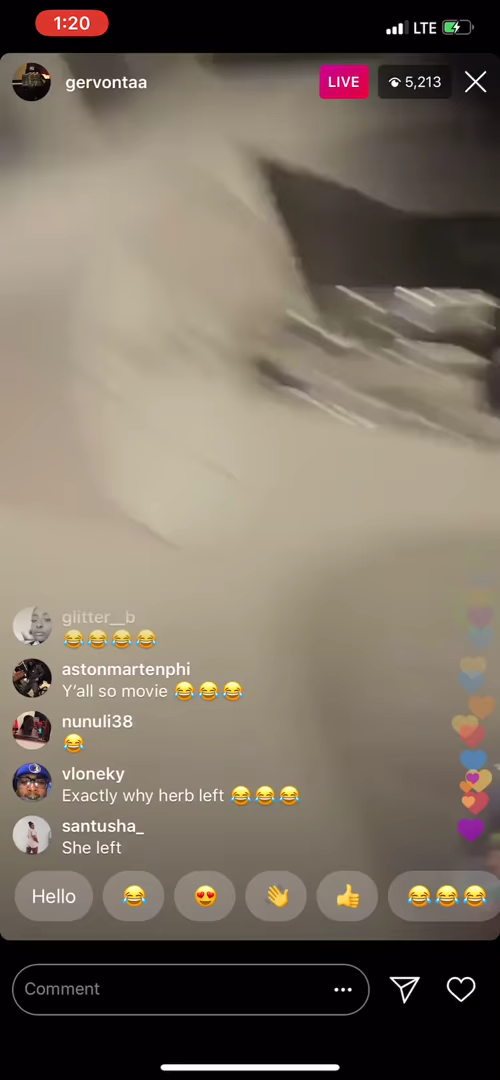 1:20
LTE
gervontaa
LIVE
5,213
glitter__b
😂😂😂😂
astonmartenphi
Y'all so movie 😂😂😂
nunuli38
😂
vloneky
Exactly why herb left 😂😂😂
santusha_
She left
Hello 😂 😍 👋 👍 😂😂😂
Comment